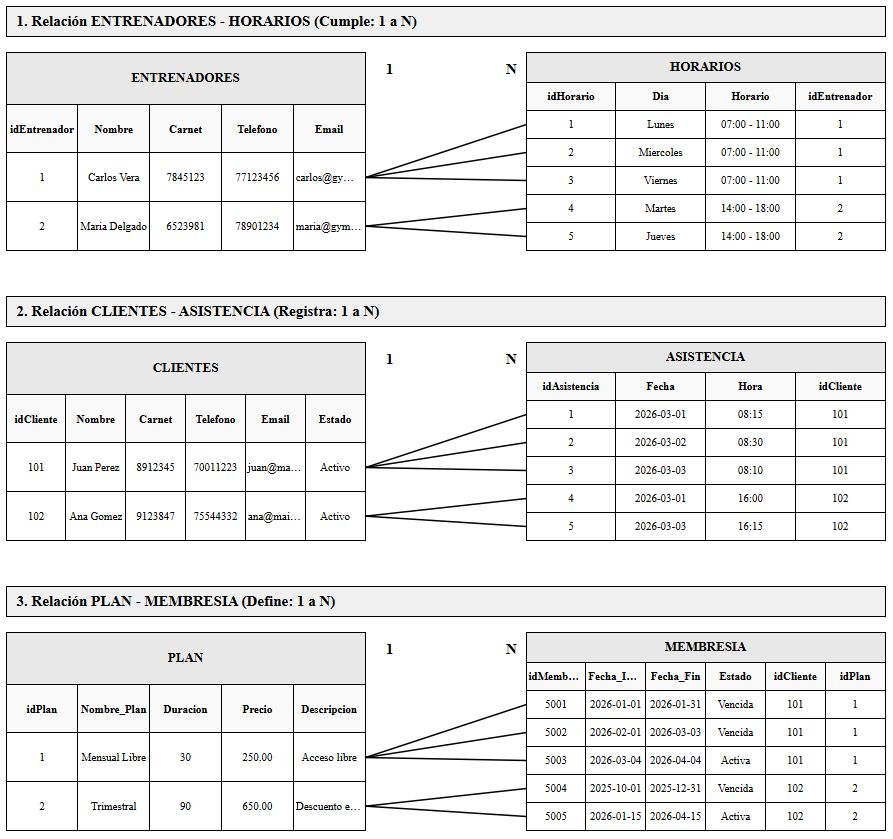 1. Relación ENTRENADORES - HORARIOS (Cumple: 1 a N)
ENTRENADORES
idEntrenador Nombre Carnet Telefono Email
1 Carlos Vera 7845123 77123456 carlos@gy...
2 Maria Delgado 6523981 78901234 maria@gym...
1 N
HORARIOS
idHorario Dia Horario idEntrenador
1 Lunes 07:00 - 11:00 1
2 Miercoles 07:00 - 11:00 1
3 Viernes 07:00 - 11:00 1
4 Martes 14:00 - 18:00 2
5 Jueves 14:00 - 18:00 2
2. Relación CLIENTES - ASISTENCIA (Registra: 1 a N)
CLIENTES
idCliente Nombre Carnet Telefono Email Estado
101 Juan Perez 8912345 70011223 juan@ma... Activo
102 Ana Gomez 9123847 75544332 ana@mai... Activo
1 N
ASISTENCIA
idAsistencia Fecha Hora idCliente
1 2026-03-01 08:15 101
2 2026-03-02 08:30 101
3 2026-03-03 08:10 101
4 2026-03-01 16:00 102
5 2026-03-03 16:15 102
3. Relación PLAN - MEMBRESIA (Define: 1 a N)
PLAN
idPlan Nombre_Plan Duracion Precio Descripcion
1 Mensual Libre 30 250.00 Acceso libre
2 Trimestral 90 650.00 Descuento e...
1 N
MEMBRESIA
idMemb... Fecha_I... Fecha_Fin Estado idCliente idPlan
5001 2026-01-01 2026-01-31 Vencida 101 1
5002 2026-02-01 2026-03-03 Vencida 101 1
5003 2026-03-04 2026-04-04 Activa 101 1
5004 2025-10-01 2025-12-31 Vencida 102 2
5005 2026-01-15 2026-04-15 Activa 102 2